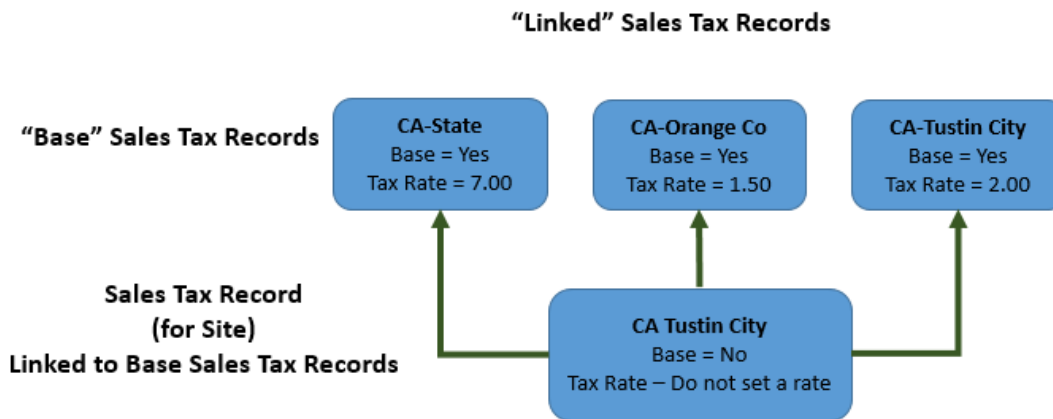 “Linked” Sales Tax Records
“Base” Sales Tax Records
CA-State
Base = Yes
Tax Rate = 7.00
CA-Orange Co
Base = Yes
Tax Rate = 1.50
CA-Tustin City
Base = Yes
Tax Rate = 2.00
Sales Tax Record
(for Site)
Linked to Base Sales Tax Records
CA Tustin City
Base = No
Tax Rate – Do not set a rate